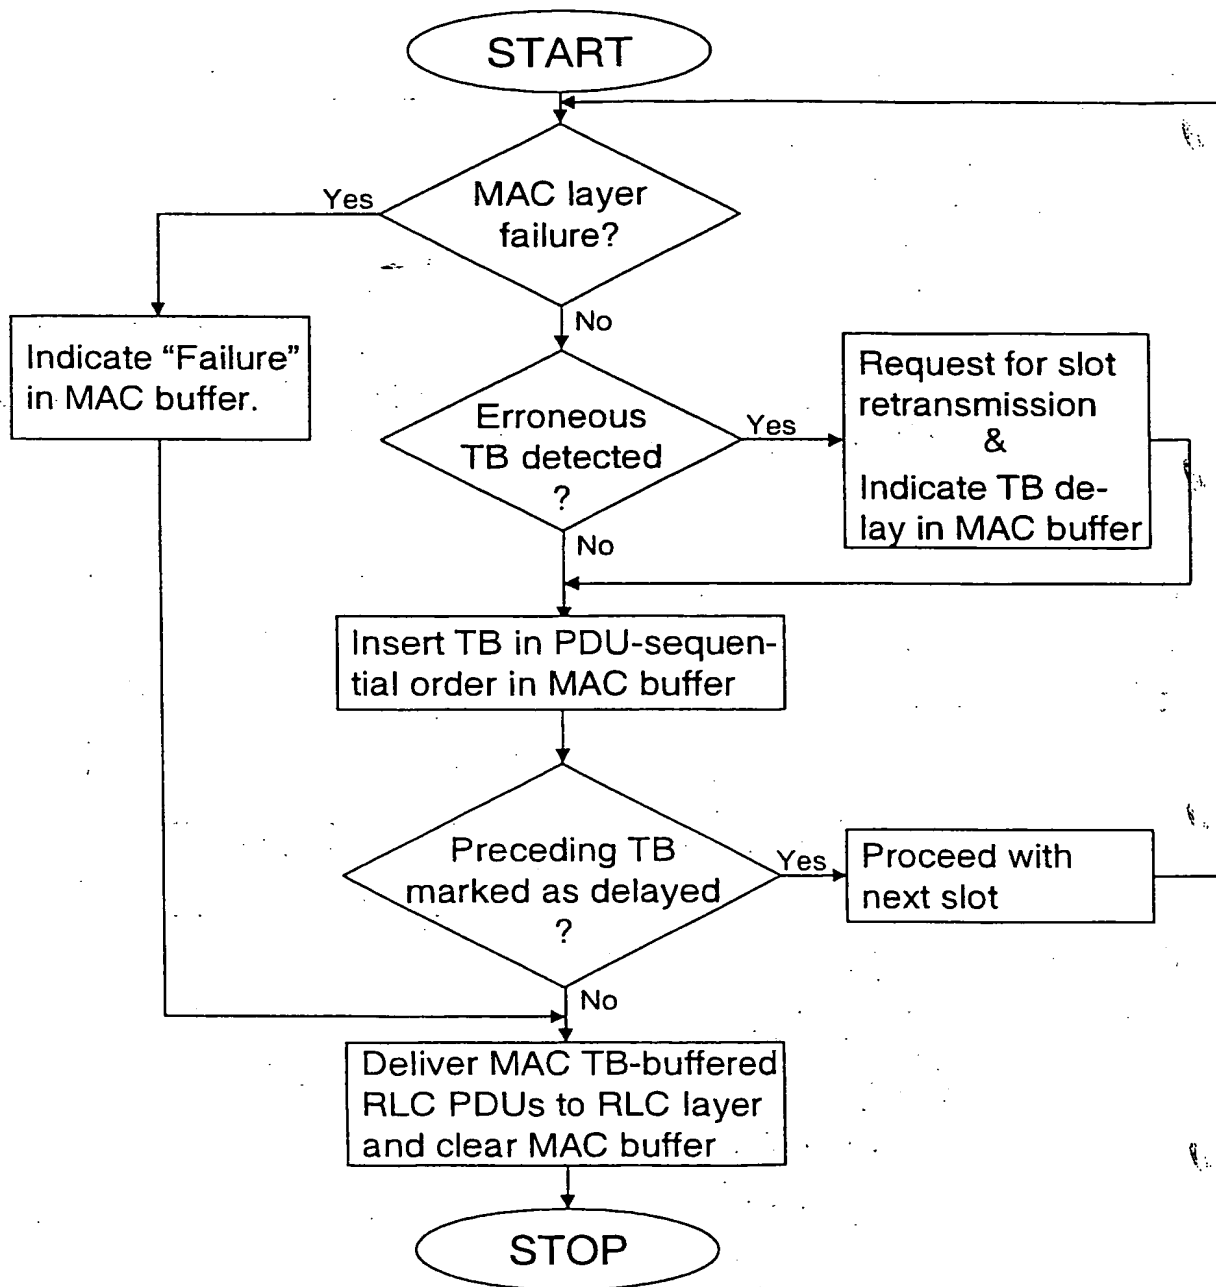 START
MAC layer
failure?
Yes
No
Indicate “Failure”
in MAC buffer.
Erroneous
TB detected
?
Yes
No
Request for slot
retransmission
&
Indicate TB de-
lay in MAC buffer
Insert TB in PDU-sequen-
tial order in MAC buffer
Preceding TB
marked as delayed
?
Yes
No
Proceed with
next slot
Deliver MAC TB-buffered
RLC PDUs to RLC layer
and clear MAC buffer
STOP